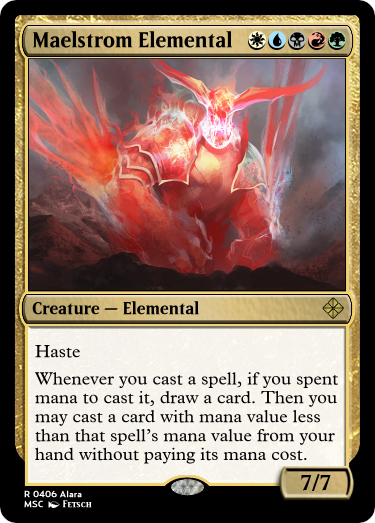 Maelstrom Elemental
Creature — Elemental
Haste
Whenever you cast a spell, if you spent
mana to cast it, draw a card. Then you
may cast a card with mana value less
than that spell's mana value from your
hand without paying its mana cost.
7/7
R 0406 Alara
MSC Fetsch